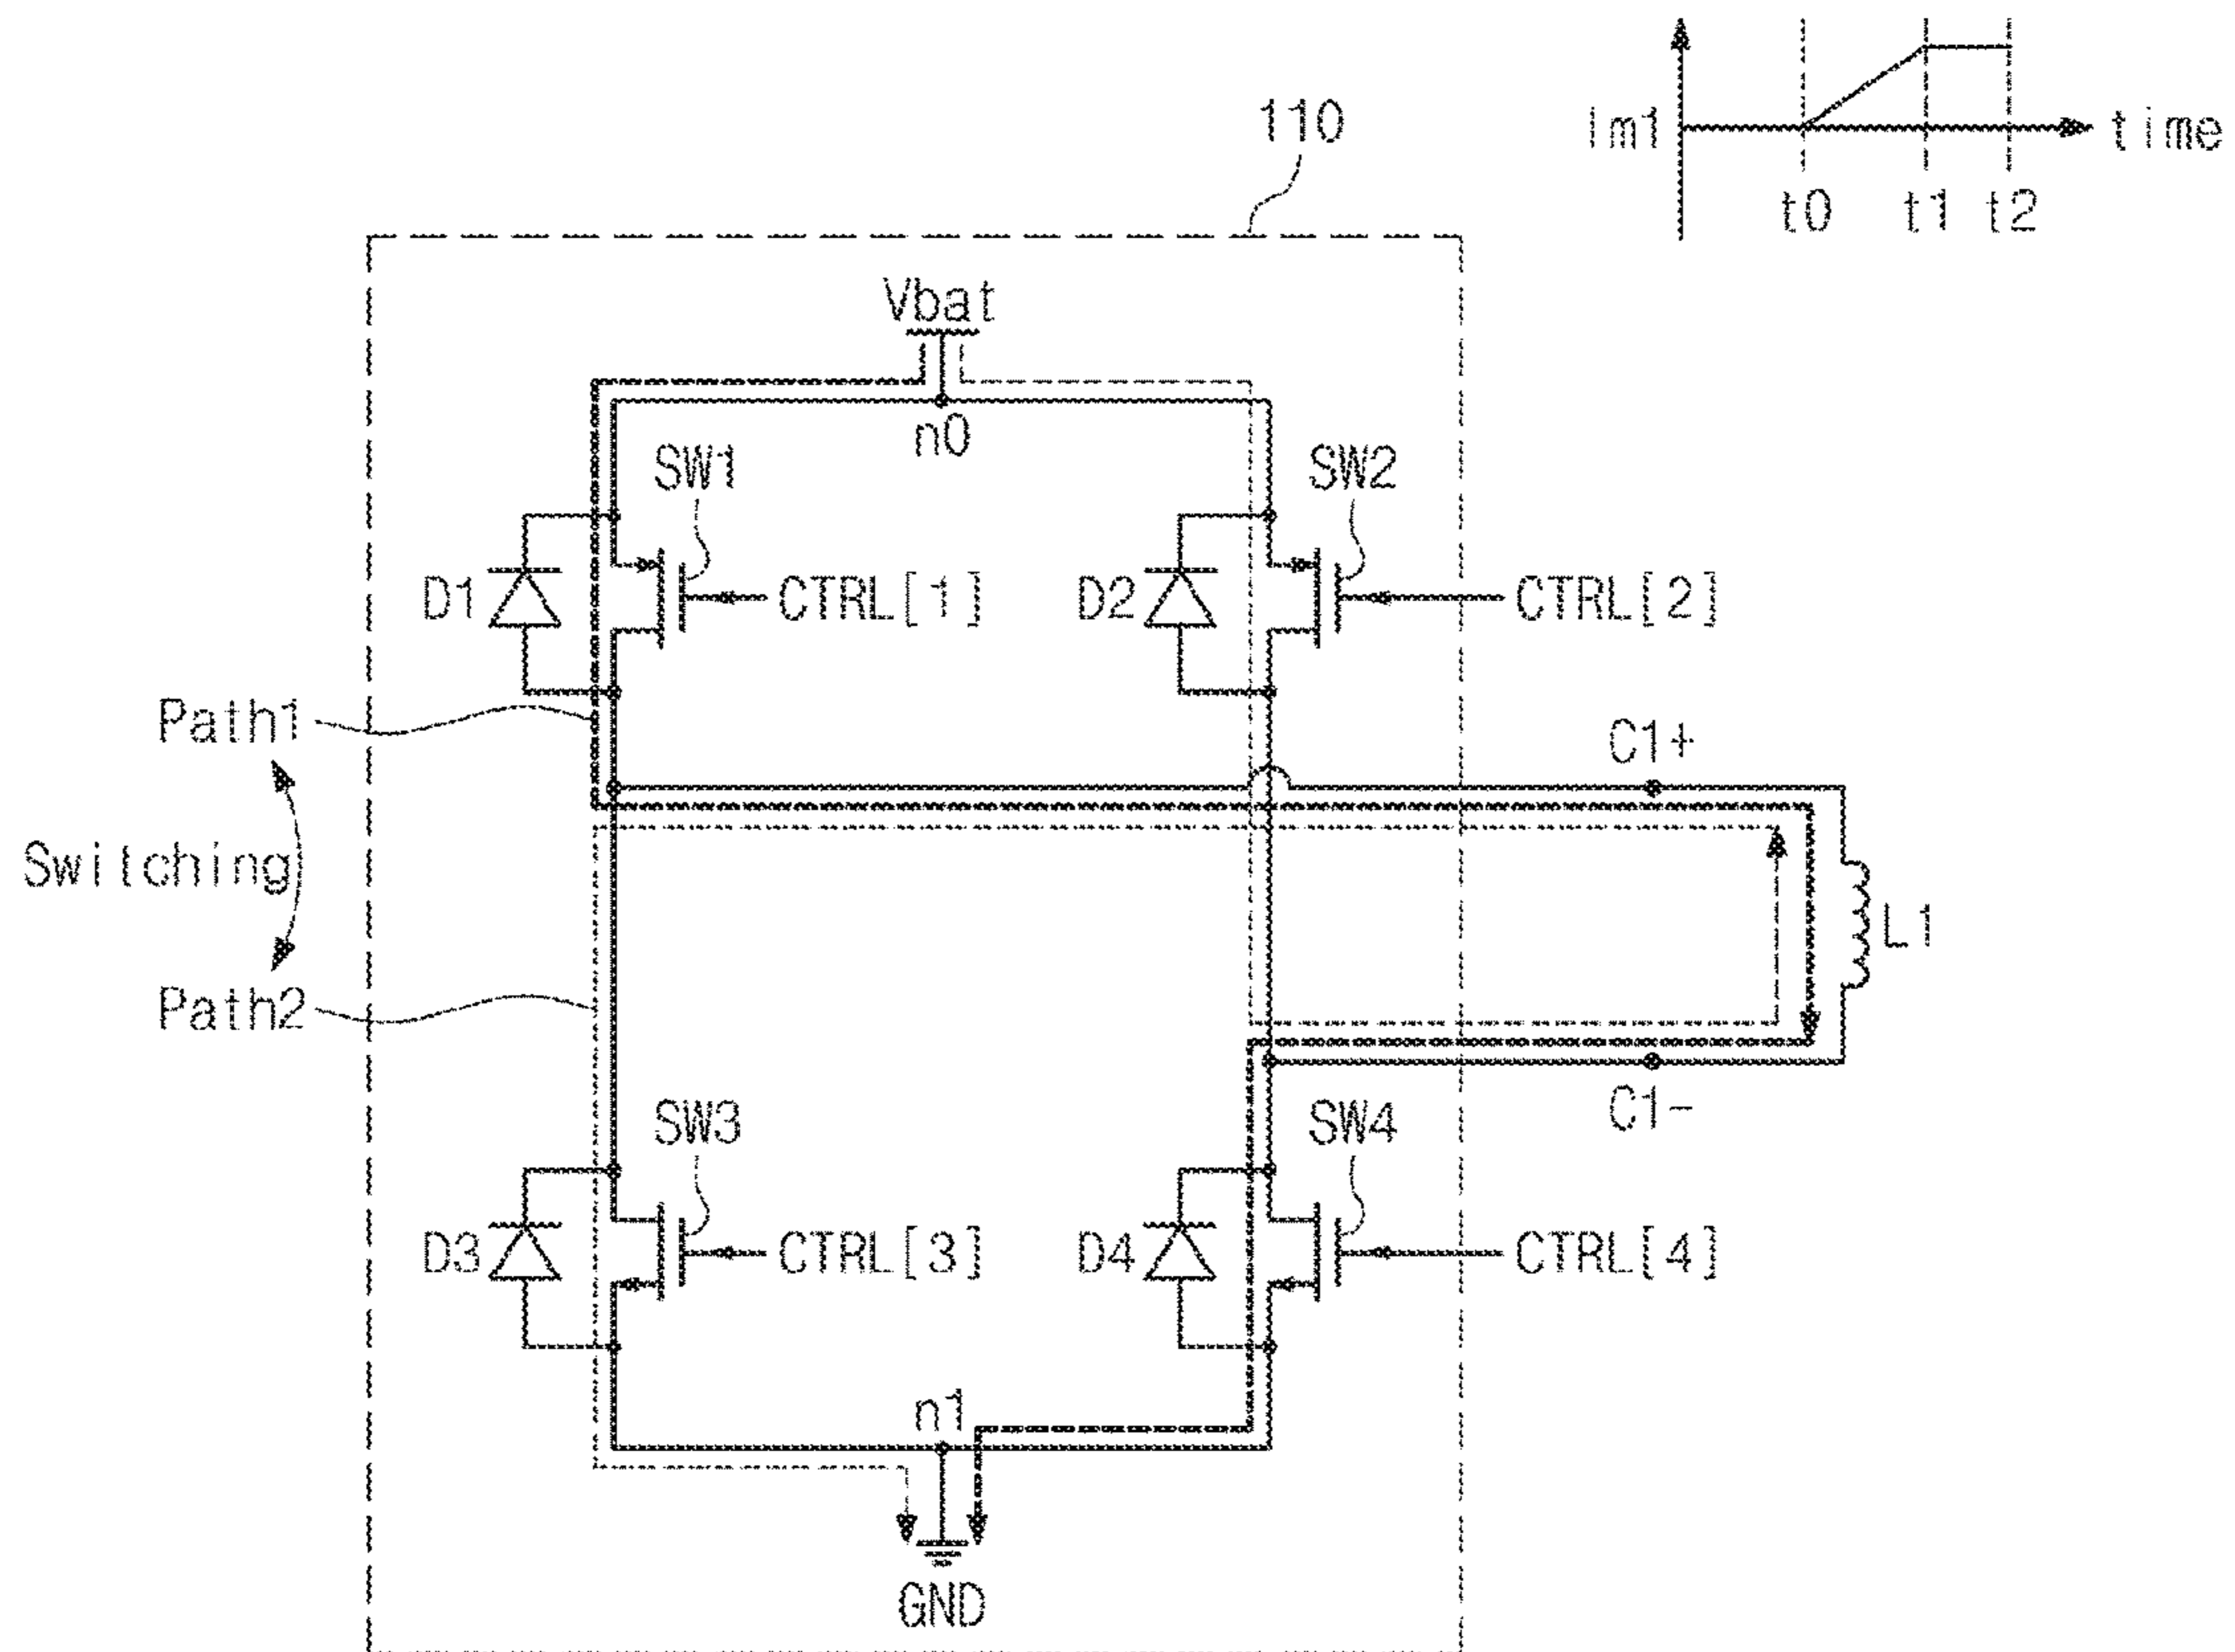 110
Im1
time
t0
t1
t2
Vbat
n0
SW1
SW2
D1
CTRL[1]
D2
CTRL[2]
Path1
C1+
Switching
L1
Path2
C1-
SW3
SW4
D3
CTRL[3]
D4
CTRL[4]
n1
GND